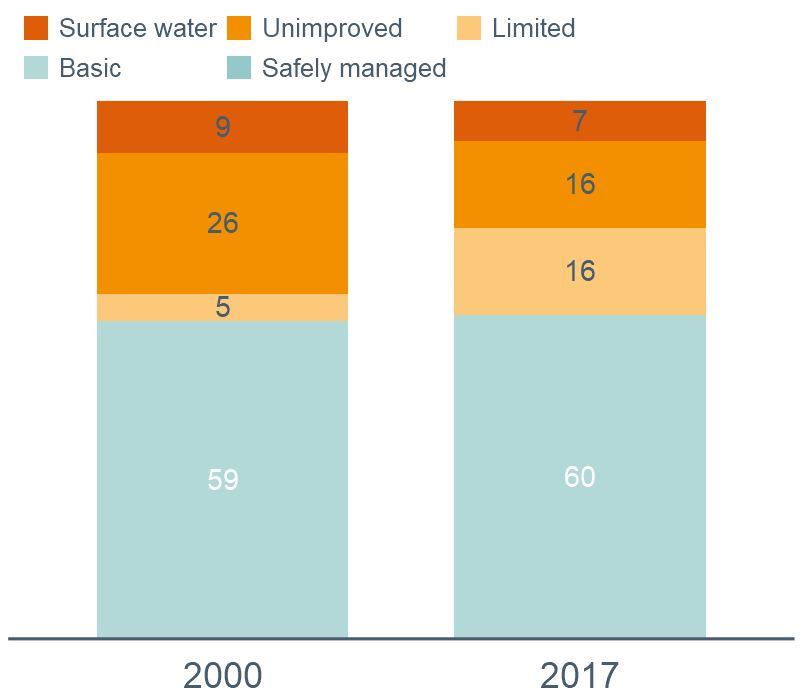 Surface water Unimproved Limited
Basic Safely managed
9 7
26 16
5 16
59 60
2000 2017